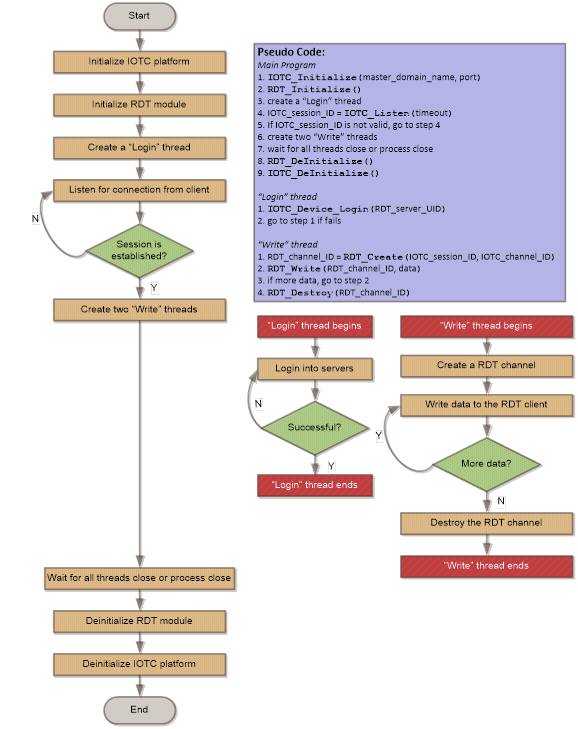 Start
Initialize IOTC platform
Initialize RDT module
Create a "Login" thread
Listen for connection from client
N
Session is
established?
Y
Create two "Write" threads
Wait for all threads close or process close
Deinitialize RDT module
Deinitialize IOTC platform
End
Pseudo Code:
Main Program
1. IOTC_Initialize(master_domain_name, port)
2. RDT_Initialize()
3. create a "Login" thread
4. IOTC_session_ID = IOTC_Listen(timeout)
5. If IOTC_session_ID is not valid, go to step 4
6. create two "Write" threads
7. wait for all threads close or process close
8. RDT_DeInitialize()
9. IOTC_DeInitialize()
"Login" thread
1. IOTC_Device_Login(RDT_server_UID)
2. go to step 1 if fails
"Write" thread
1. RDT_channel_ID = RDT_Create(IOTC_session_ID, IOTC_channel_ID)
2. RDT_Write(RDT_channel_ID, data)
3. if more data, go to step 2
4. RDT_Destroy(RDT_channel_ID)
"Login" thread begins
Login into servers
N
Successful?
Y
"Login" thread ends
"Write" thread begins
Create a RDT channel
Write data to the RDT client
Y
More data?
N
Destroy the RDT channel
"Write" thread ends